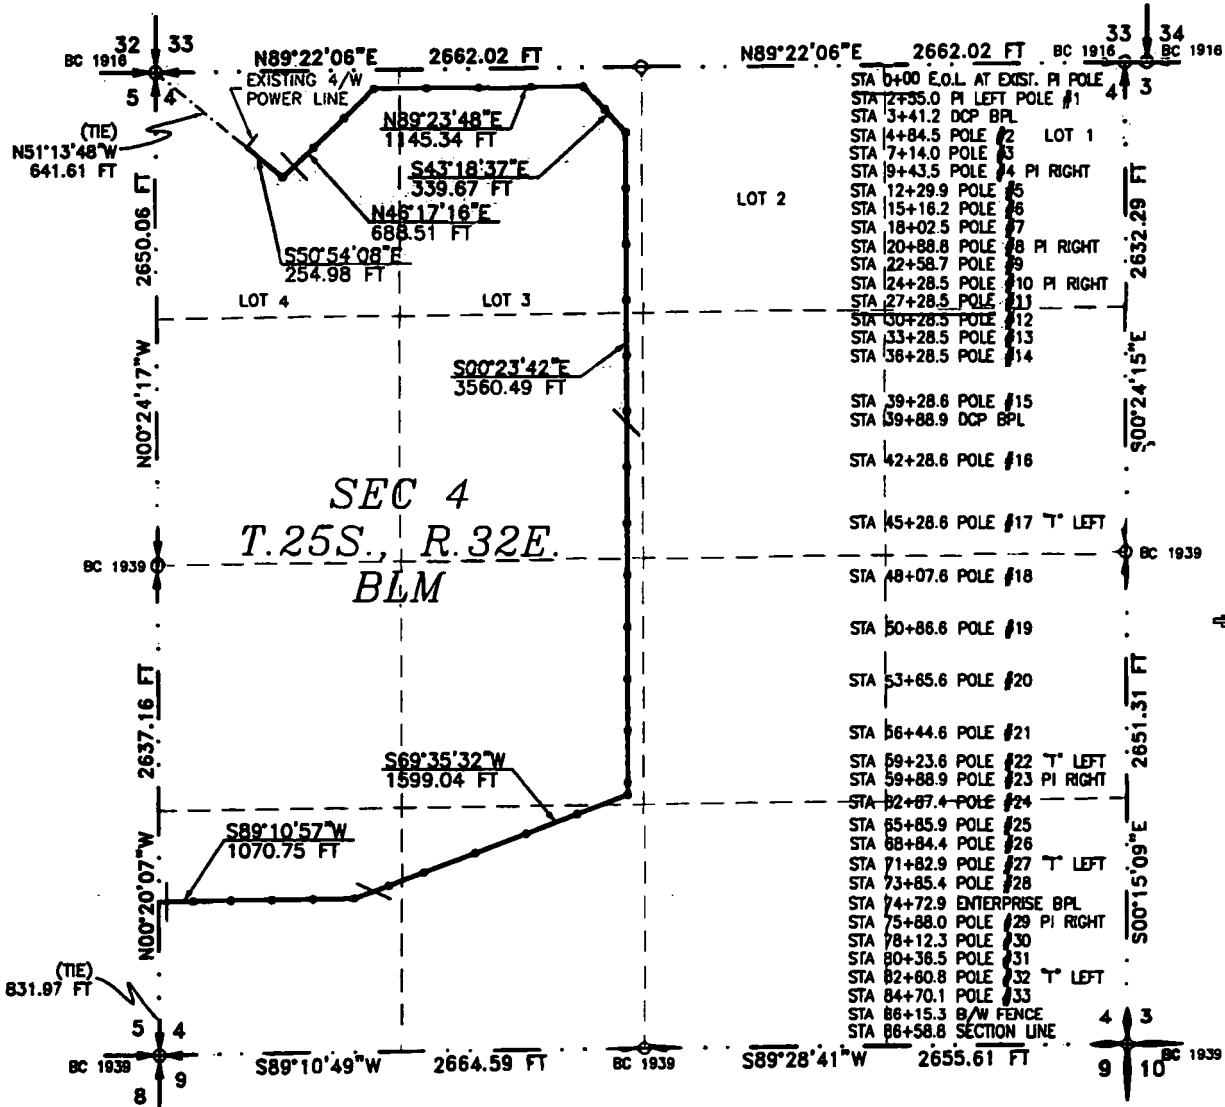 32 33
BC 1916
5 4
N89°22'06"E 2662.02 FT
N89°22'06"E 2662.02 FT
33 34
BC 1916
BC 1916
4 3
EXISTING 4/W
POWER LINE
(TIE)
N51°13'48"W
641.61 FT
N89°23'48"E
1145.34 FT
S43°18'37"E
339.67 FT
N46°17'16"E
688.51 FT
S50°54'08"E
254.98 FT
LOT 4
LOT 3
LOT 2
STA 0+00 E.O.L AT EXIST. PI POLE
STA 2+55.0 PI LEFT POLE #1
STA 3+41.2 DCP BPL
STA 4+84.5 POLE #2 LOT 1
STA 7+14.0 POLE #3
STA 9+43.5 POLE #4 PI RIGHT
STA 12+29.9 POLE #5
STA 15+16.2 POLE #6
STA 18+02.5 POLE #7
STA 20+88.8 POLE #8 PI RIGHT
STA 22+58.7 POLE #9
STA 24+28.5 POLE #10 PI RIGHT
STA 27+28.5 POLE #11
STA 30+28.5 POLE #12
STA 33+28.5 POLE #13
STA 36+28.5 POLE #14
STA 39+28.6 POLE #15
STA 39+88.9 DCP BPL
STA 42+28.6 POLE #16
STA 45+28.6 POLE #17 "T" LEFT
STA 48+07.6 POLE #18
STA 50+86.6 POLE #19
STA 53+65.6 POLE #20
STA 56+44.6 POLE #21
STA 59+23.6 POLE #22 "T" LEFT
STA 59+88.9 POLE #23 PI RIGHT
STA 62+87.4 POLE #24
STA 65+85.9 POLE #25
STA 68+84.4 POLE #26
STA 71+82.9 POLE #27 "T" LEFT
STA 73+85.4 POLE #28
STA 74+72.9 ENTERPRISE BPL
STA 75+88.0 POLE #29 PI RIGHT
STA 78+12.3 POLE #30
STA 80+36.5 POLE #31
STA 82+60.8 POLE #32 "T" LEFT
STA 84+70.1 POLE #33
STA 86+15.3 B/W FENCE
STA 86+58.8 SECTION LINE
N00°24'17"W 2650.06 FT
S00°24'15"E 2632.29 FT
S00°23'42"E
3560.49 FT
SEC 4
T.25S., R.32E.
BLM
BC 1939
BC 1939
N00°20'07"W 2637.16 FT
S00°15'09"E 2651.31 FT
S69°35'32"W
1599.04 FT
S89°10'57"W
1070.75 FT
(TIE)
831.97 FT
5 4
BC 1939
8 9
S89°10'49"W 2664.59 FT
BC 1939
S89°28'41"W 2655.61 FT
4 3
BC 1939
9 10